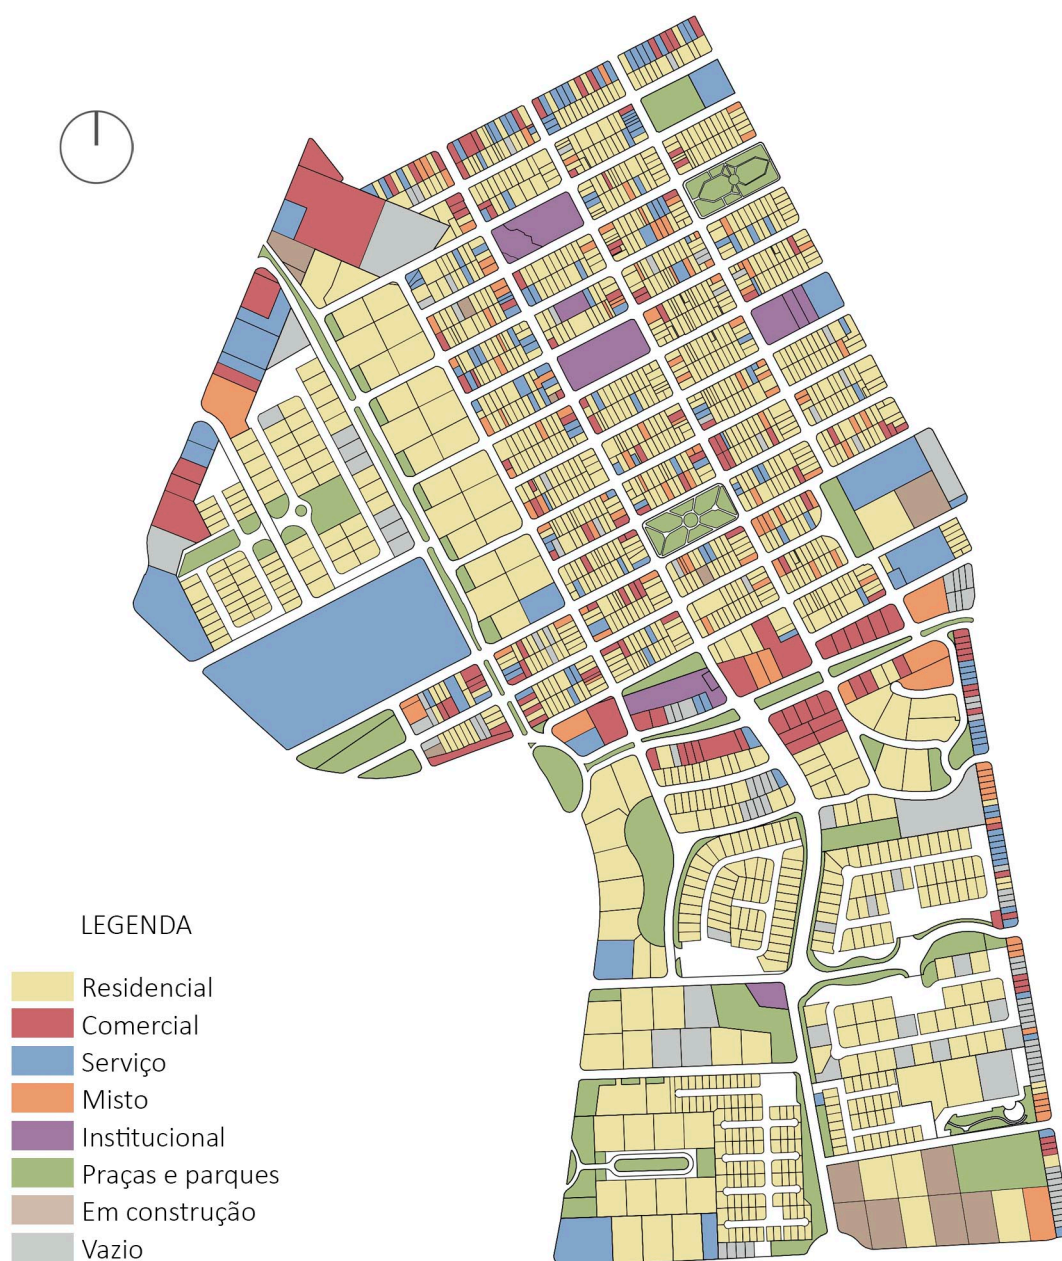 LEGENDA
Residencial
Comercial
Serviço
Misto
Institucional
Praças e parques
Em construção
Vazio